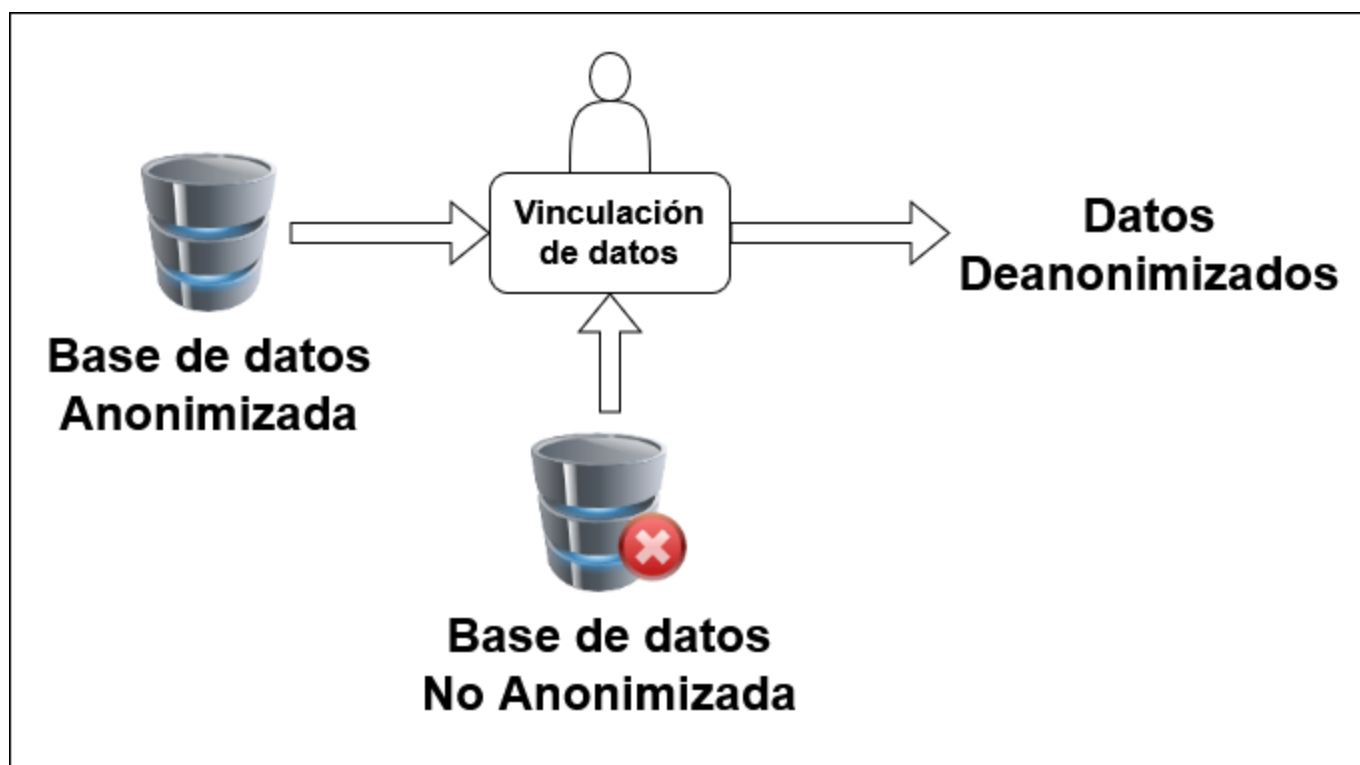 Vinculación
de datos
Datos
Deanonimizados
Base de datos
Anonimizada
Base de datos
No Anonimizada